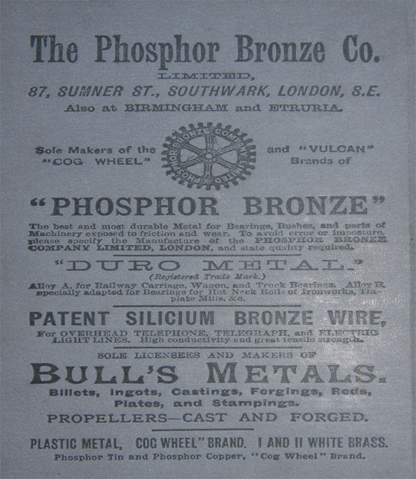 The Phosphor Bronze Co.
LIMITED,
87, SUMNER ST., SOUTHWARK, LONDON, S.E.
Also at BIRMINGHAM and ETRURIA.
Sole Makers of the
"COG WHEEL"
PHOSPHOR BRONZE CO
and "VULCAN"
Brands of
"PHOSPHOR BRONZE"
The best and most durable Metal for Bearings, Bushes, and parts of
Machinery exposed to friction and wear. To avoid error or imposture,
please specify the Manufacture of the PHOSPHOR BRONZE
COMPANY LIMITED, LONDON, and state quality required.
"DURO METAL."
(Registered Trade Mark.)
Alloy A, for Railway Carriage, Wagon, and Truck Bearings. Alloy B,
specially adapted for Bearings for Hot Neck Rolls of Ironworks, Tin-
plate Mills, &c.
PATENT SILICIUM BRONZE WIRE,
For OVERHEAD TELEPHONE, TELEGRAPH, and ELECTRIC
LIGHT LINES. High conductivity and great tensile strength.
SOLE LICENSEES AND MAKERS OF
BULL'S METALS.
Billets, Ingots, Castings, Forgings, Rods,
Plates, and Stampings.
PROPELLERS—CAST AND FORGED.
PLASTIC METAL, COG WHEEL" BRAND. I AND II WHITE BRASS.
Phosphor Tin and Phosphor Copper, "Cog Wheel" Brand.